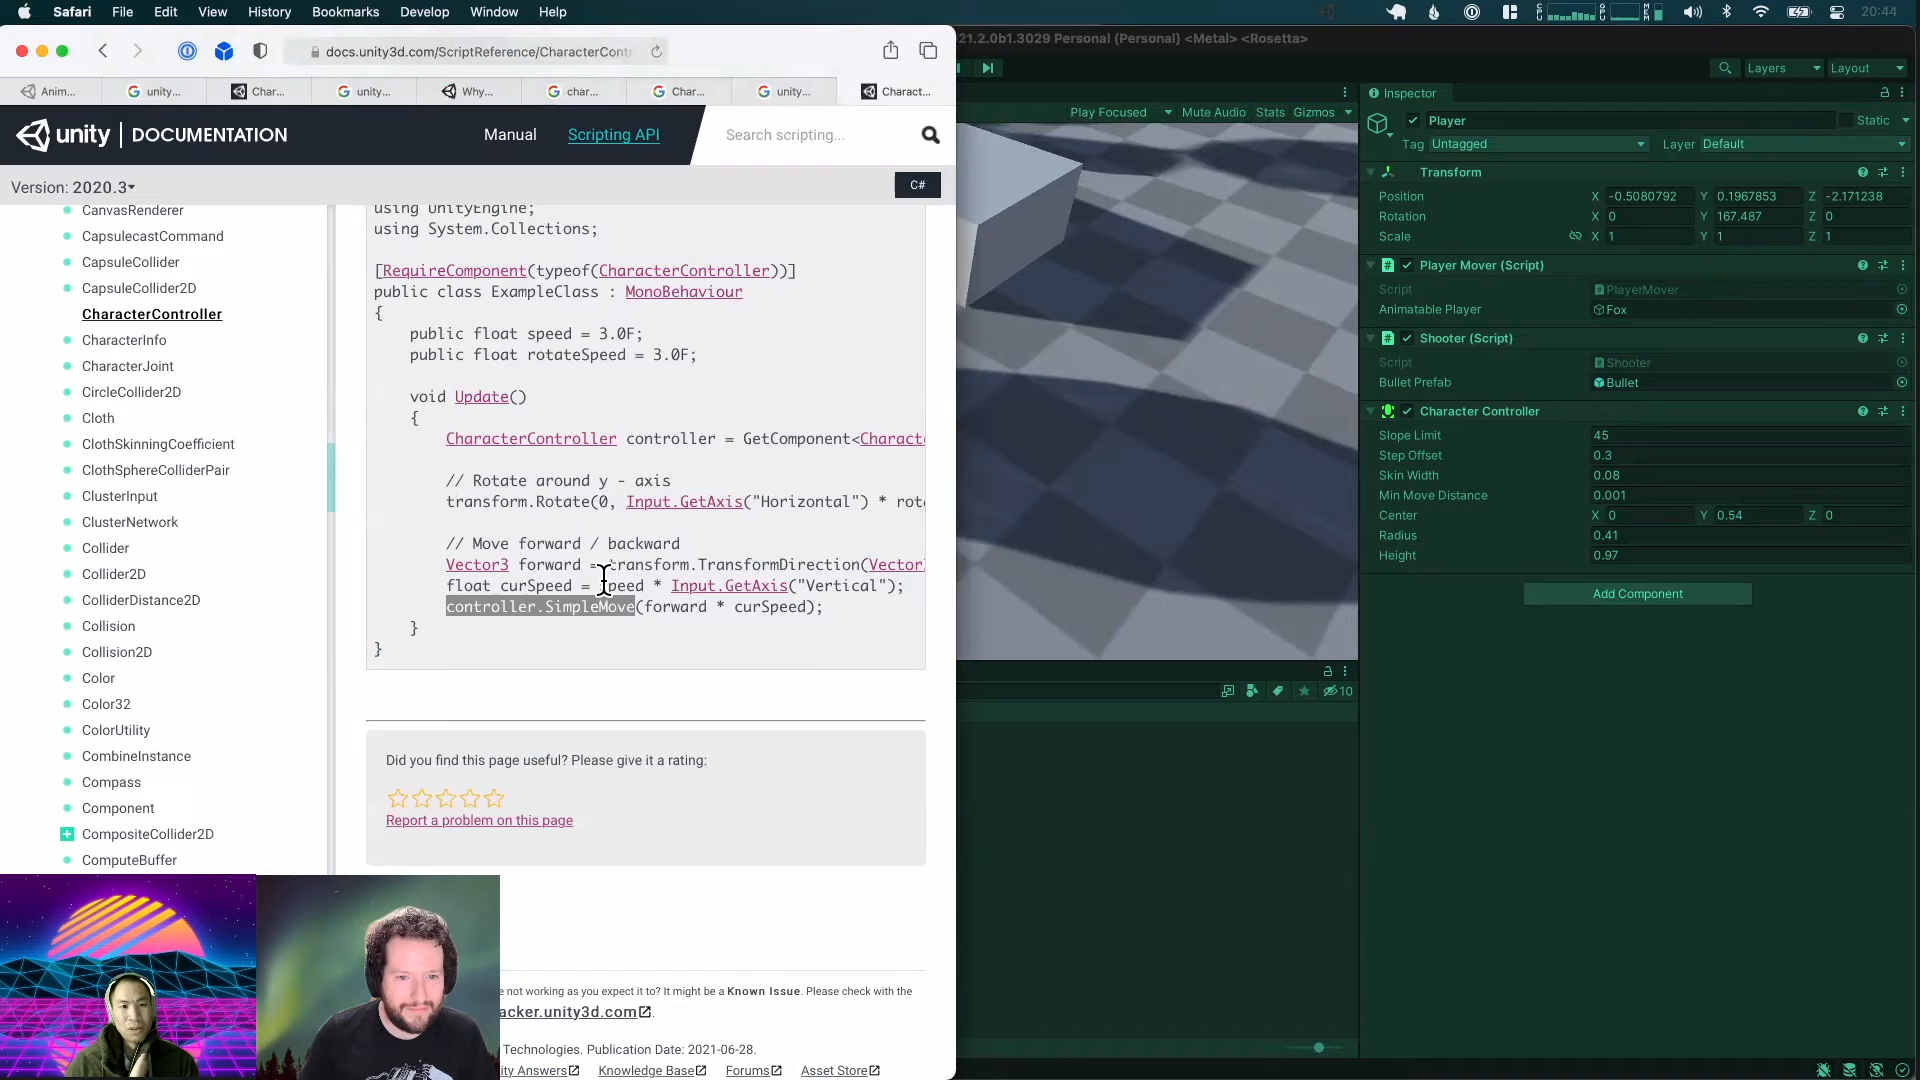 Safari File Edit View History Bookmarks Develop Window Help
20:44
docs.unity3d.com/ScriptReference/CharacterContr
Anim... unity... Char... unity... Why... char... Char... unity... Charact...
unity DOCUMENTATION
Manual Scripting API Search scripting...
Version: 2020.3
C#
CanvasRenderer
CapsulecastCommand
CapsuleCollider
CapsuleCollider2D
CharacterController
CharacterInfo
CharacterJoint
CircleCollider2D
Cloth
ClothSkinningCoefficient
ClothSphereColliderPair
ClusterInput
ClusterNetwork
Collider
Collider2D
ColliderDistance2D
Collision
Collision2D
Color
Color32
ColorUtility
CombineInstance
Compass
Component
CompositeCollider2D
ComputeBuffer
using UnityEngine;
using System.Collections;
[RequireComponent(typeof(CharacterController))]
public class ExampleClass : MonoBehaviour
{
public float speed = 3.0F;
public float rotateSpeed = 3.0F;
void Update()
{
CharacterController controller = GetComponent<Charact
// Rotate around y - axis
transform.Rotate(0, Input.GetAxis("Horizontal") * rot
// Move forward / backward
Vector3 forward = transform.TransformDirection(Vector
float curSpeed = speed * Input.GetAxis("Vertical");
controller.SimpleMove(forward * curSpeed);
}
}
Did you find this page useful? Please give it a rating:
Report a problem on this page
not working as you expect it to? It might be a Known Issue. Please check with the
acker.unity3d.com.
Technologies. Publication Date: 2021-06-28.
ity Answers Knowledge Base Forums Asset Store
21.2.0b1.3029 Personal (Personal) <Metal> <Rosetta>
Layers Layout
Play Focused Mute Audio Stats Gizmos
10
Inspector
Player Static
Tag Untagged Layer Default
Transform
Position X -0.5080792 Y 0.1967853 Z -2.171238
Rotation X 0 Y 167.487 Z 0
Scale X 1 Y 1 Z 1
Player Mover (Script)
Script PlayerMover
Animatable Player Fox
Shooter (Script)
Script Shooter
Bullet Prefab Bullet
Character Controller
Slope Limit 45
Step Offset 0.3
Skin Width 0.08
Min Move Distance 0.001
Center X 0 Y 0.54 Z 0
Radius 0.41
Height 0.97
Add Component